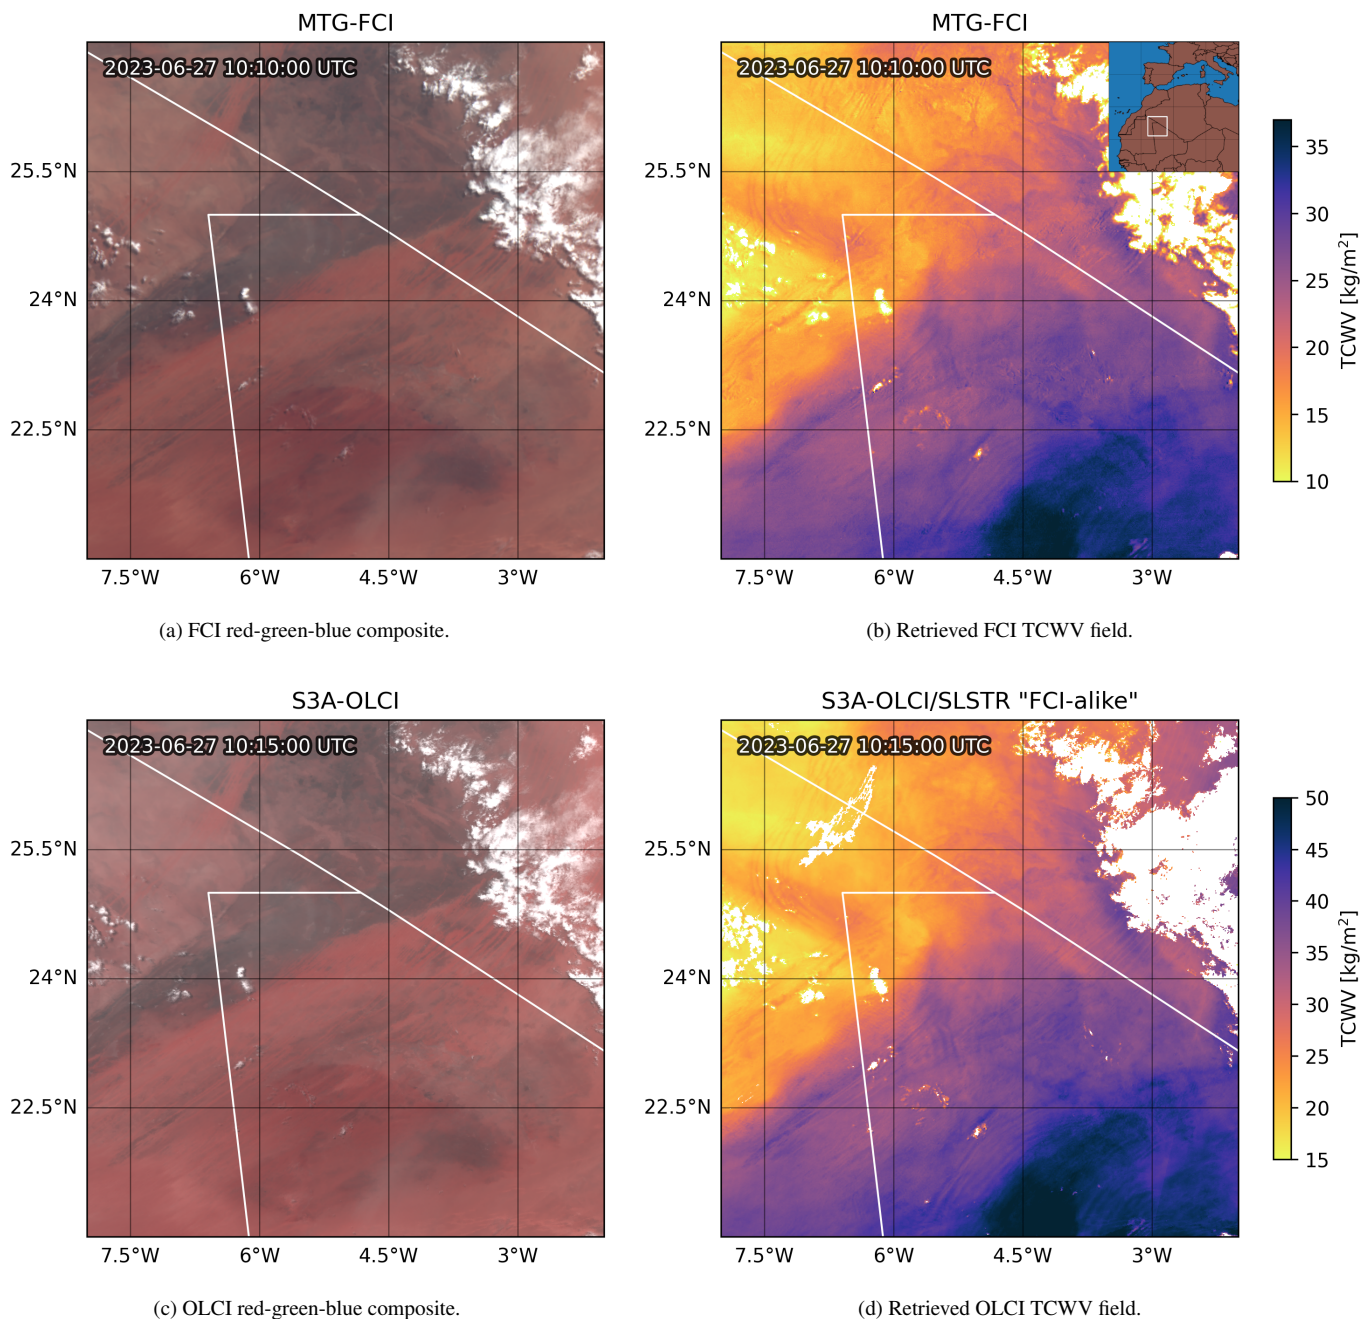 MTG-FCI
MTG-FCI
2023-06-27 10:10:00 UTC
2023-06-27 10:10:00 UTC
25.5°N
24°N
22.5°N
7.5°W 6°W 4.5°W 3°W
25.5°N
24°N
22.5°N
7.5°W 6°W 4.5°W 3°W
35
30
25
20
15
10
TCWV [kg/m²]
(a) FCI red-green-blue composite.
(b) Retrieved FCI TCWV field.
S3A-OLCI
S3A-OLCI/SLSTR "FCI-alike"
2023-06-27 10:15:00 UTC
2023-06-27 10:15:00 UTC
25.5°N
24°N
22.5°N
7.5°W 6°W 4.5°W 3°W
25.5°N
24°N
22.5°N
7.5°W 6°W 4.5°W 3°W
50
45
40
35
30
25
20
15
TCWV [kg/m²]
(c) OLCI red-green-blue composite.
(d) Retrieved OLCI TCWV field.